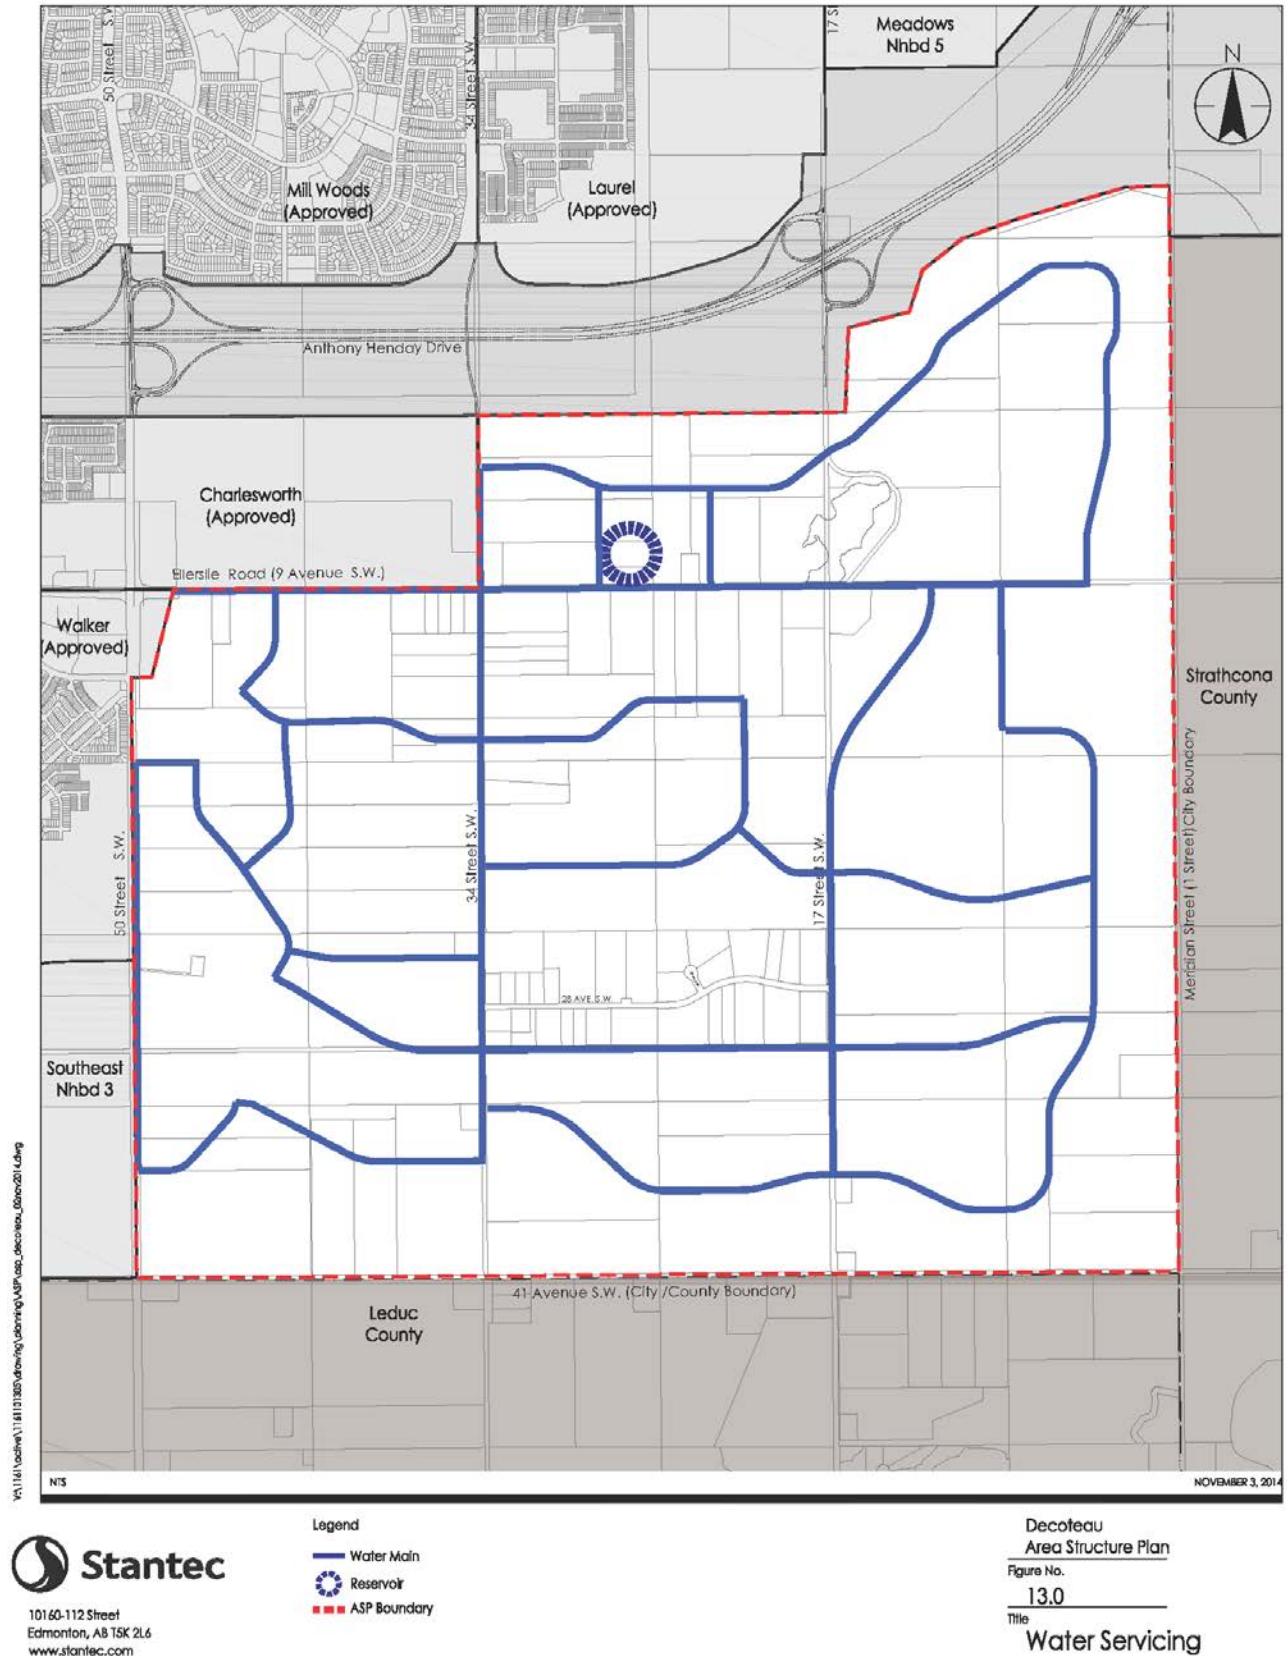 50 Street S.W.
34 Street S.W.
Meadows
Nhbd 5
N
Mill Woods
(Approved)
Laurel
(Approved)
Anthony Henday Drive
Charlesworth
(Approved)
Ellerslie Road (9 Avenue S.W.)
Walker
(Approved)
Strathcona
County
50 Street S.W.
34 Street S.W.
17 Street S.W.
Meridian Street (1 Street) City Boundary
28 AVE S.W.
Southeast
Nhbd 3
41 Avenue S.W. (City /County Boundary)
Leduc
County
NTS
NOVEMBER 3, 2014
Stantec
10160-112 Street
Edmonton, AB T5K 2L6
www.stantec.com
Legend
Water Main
Reservoir
ASP Boundary
Decoteau
Area Structure Plan
Figure No.
13.0
Title
Water Servicing